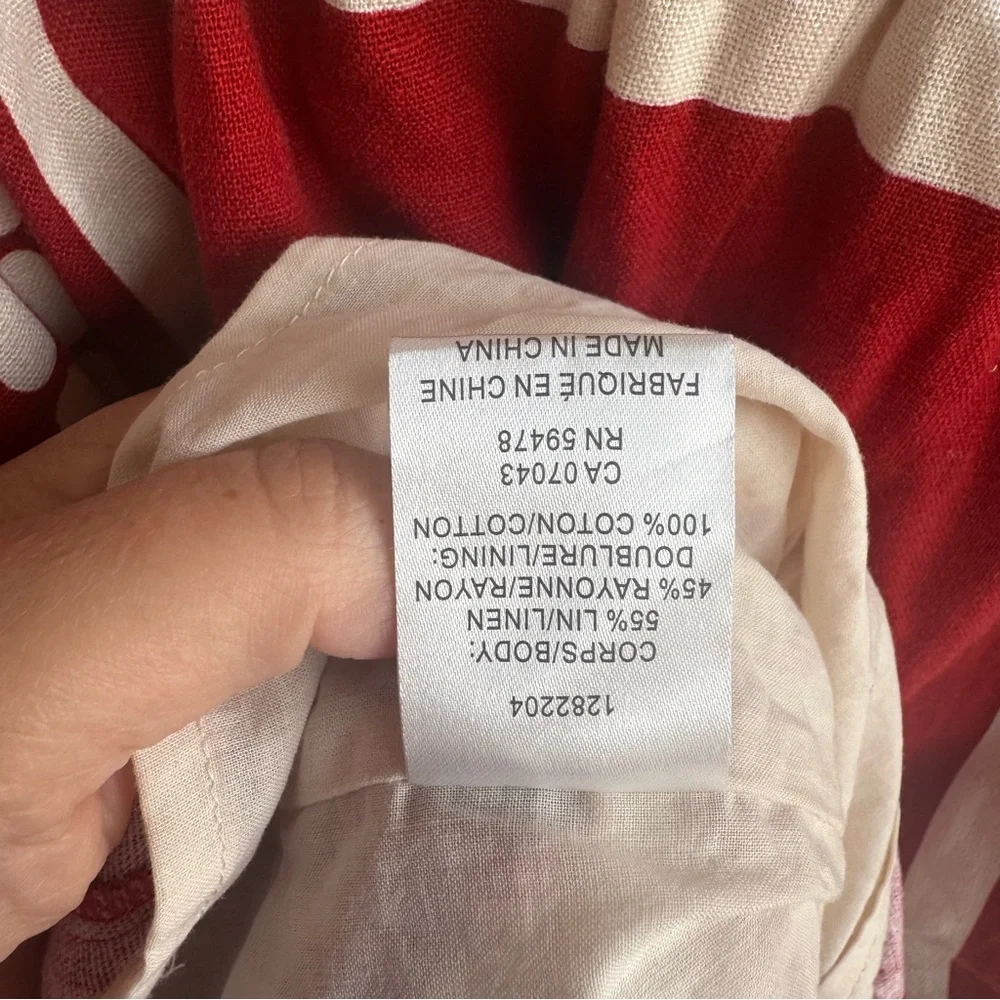 1282204
CORPS/BODY:
55% LIN/LINEN
45% RAYONNE/RAYON
DOUBLURE/LINING:
100% COTON/COTTON
CA 07043
RN 59478
FABRIQUÉ EN CHINE
MADE IN CHINA